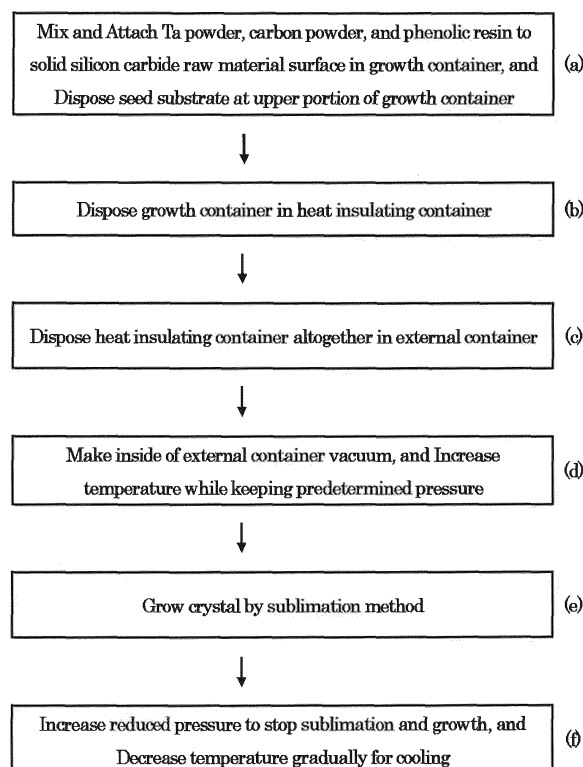 Mix and Attach Ta powder, carbon powder, and phenolic resin to
solid silicon carbide raw material surface in growth container, and
Dispose seed substrate at upper portion of growth container
(a)
Dispose growth container in heat insulating container
(b)
Dispose heat insulating container altogether in external container
(c)
Make inside of external container vacuum, and Increase
temperature while keeping predetermined pressure
(d)
Grow crystal by sublimation method
(e)
Increase reduced pressure to stop sublimation and growth, and
Decrease temperature gradually for cooling
(f)